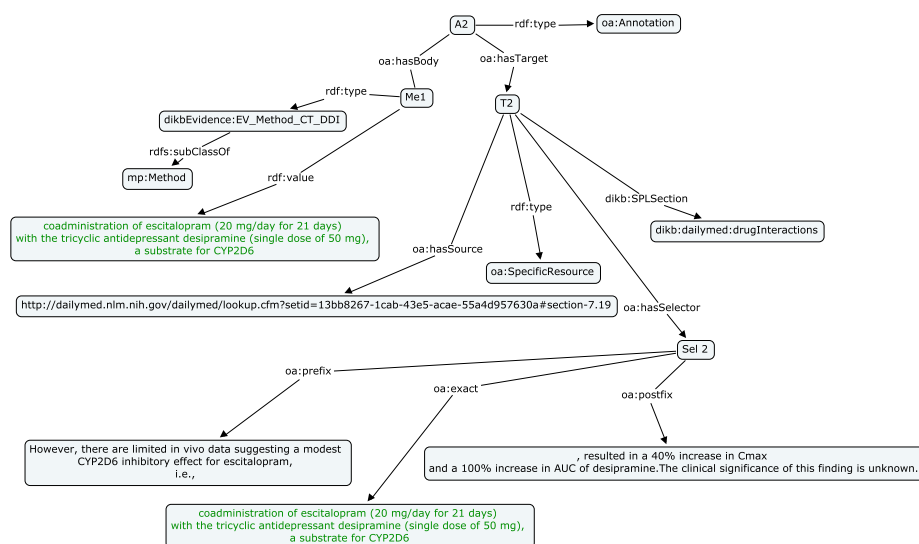 A2
rdf:type
oa:Annotation
oa:hasBody
oa:hasTarget
rdf:type
Me1
T2
dikbEvidence:EV_Method_CT_DDI
rdfs:subClassOf
mp:Method
rdf:value
dikb:SPLSection
rdf:type
coadministration of escitalopram (20 mg/day for 21 days)
with the tricyclic antidepressant desipramine (single dose of 50 mg),
a substrate for CYP2D6
dikb:dailymed:drugInteractions
oa:hasSource
oa:SpecificResource
http://dailymed.nlm.nih.gov/dailymed/lookup.cfm?setid=13bb8267-1cab-43e5-acae-55a4d957630a#section-7.19
oa:hasSelector
Sel 2
oa:prefix
oa:exact
oa:postfix
However, there are limited in vivo data suggesting a modest
CYP2D6 inhibitory effect for escitalopram,
i.e.,
, resulted in a 40% increase in Cmax
and a 100% increase in AUC of desipramine.The clinical significance of this finding is unknown.
coadministration of escitalopram (20 mg/day for 21 days)
with the tricyclic antidepressant desipramine (single dose of 50 mg),
a substrate for CYP2D6